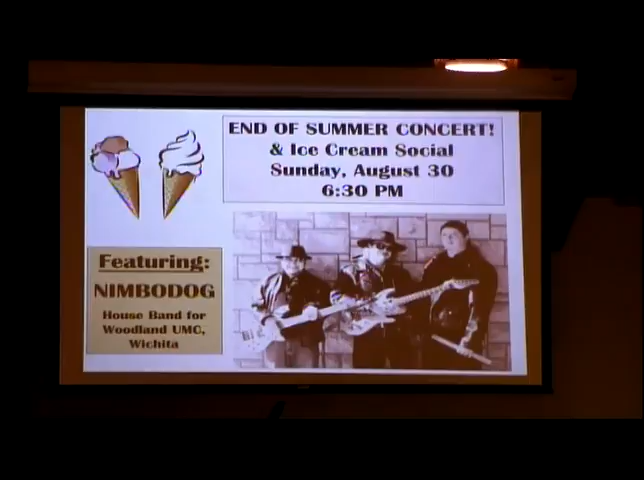 END OF SUMMER CONCERT!
& Ice Cream Social
Sunday, August 30
6:30 PM
Featuring:
NIMBODOG
House Band for
Woodland UMC,
Wichita